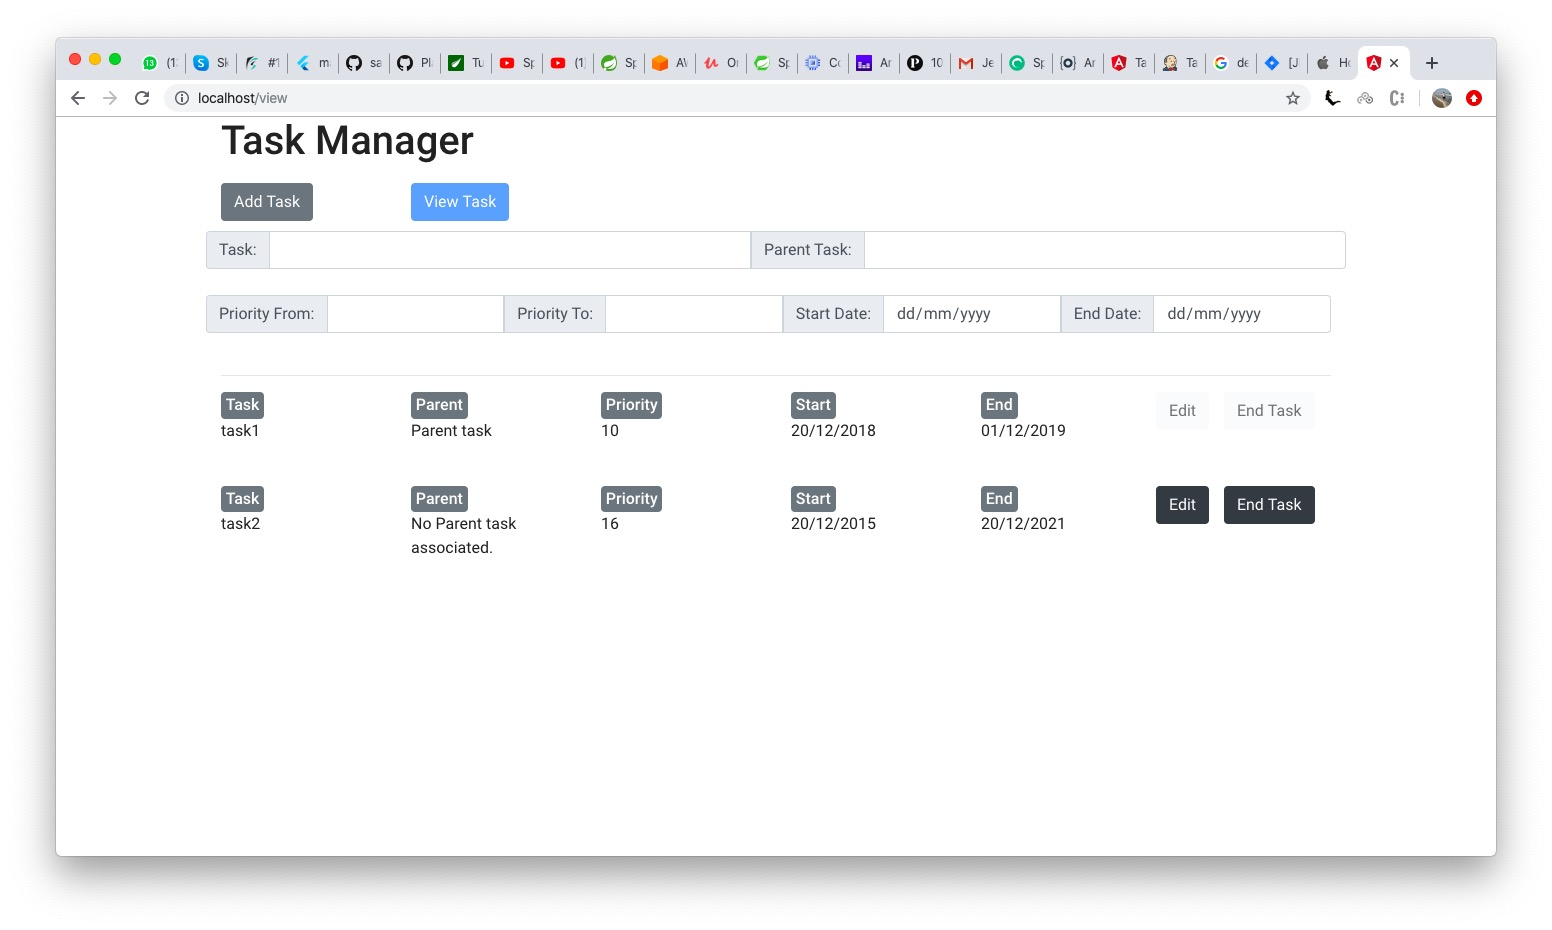 Task Manager
localhost/view
Add Task View Task
Task: Parent Task:
Priority From: Priority To: Start Date: dd/mm/yyyy End Date: dd/mm/yyyy
Task Parent Priority Start End Edit End Task
task1 Parent task 10 20/12/2018 01/12/2019
Task Parent Priority Start End Edit End Task
task2 No Parent task 16 20/12/2015 20/12/2021
associated.